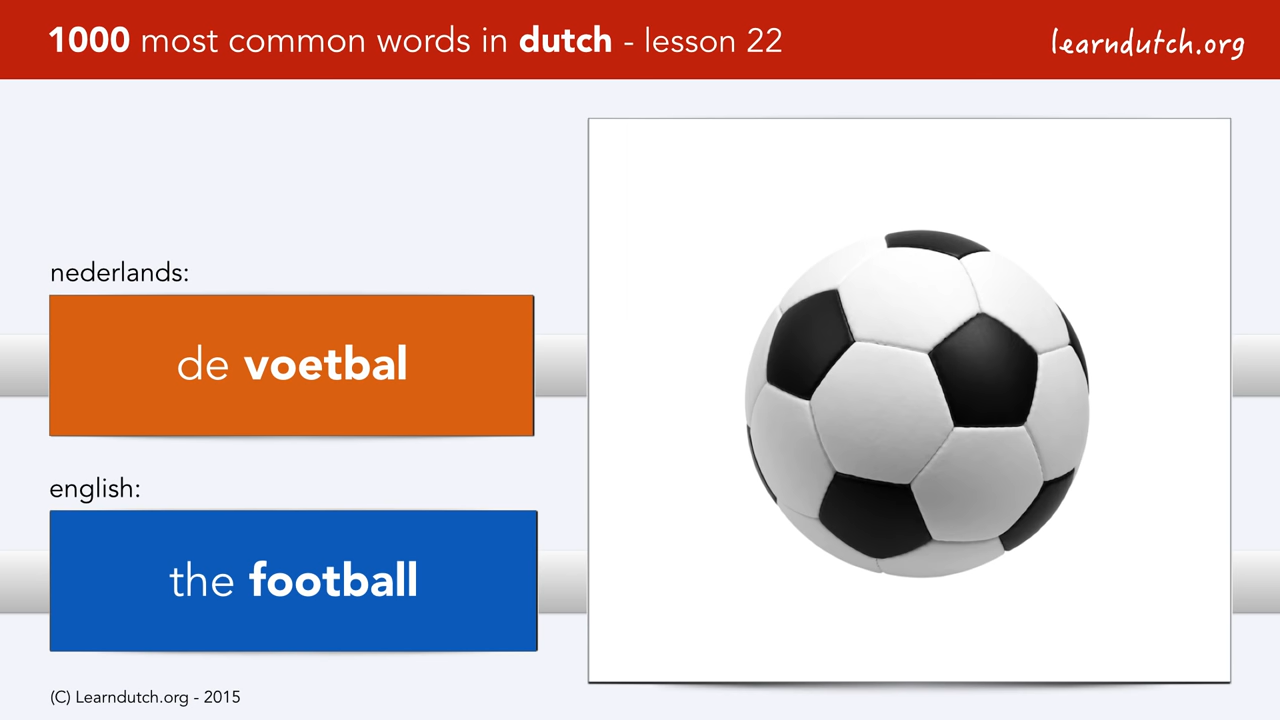 1000 most common words in dutch - lesson 22
learndutch.org
nederlands:
de voetbal
english:
the football
(C) Learndutch.org - 2015